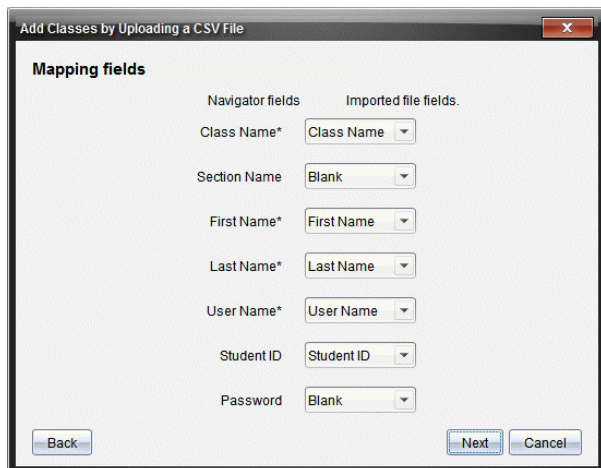 Add Classes by Uploading a CSV File
Mapping fields
Navigator fields Imported file fields.
Class Name* Class Name
Section Name Blank
First Name* First Name
Last Name* Last Name
User Name* User Name
Student ID Student ID
Password Blank
Back Next Cancel